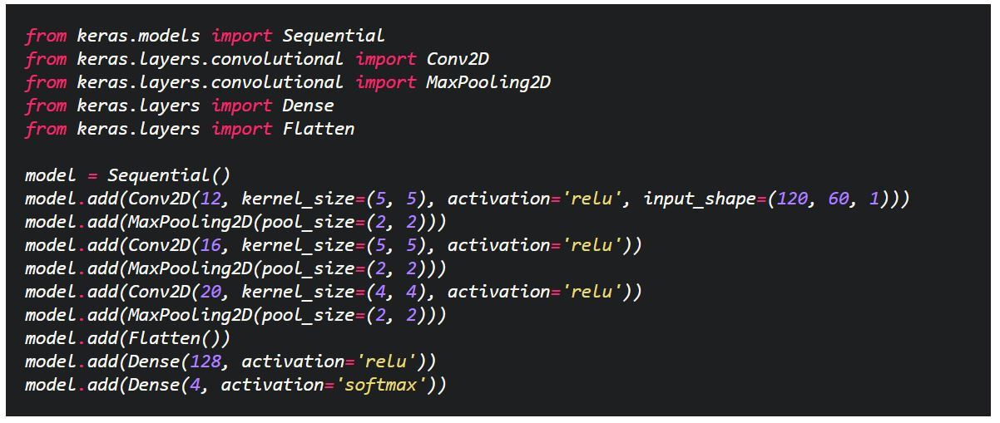 from keras.models import Sequential
from keras.layers.convolutional import Conv2D
from keras.layers.convolutional import MaxPooling2D
from keras.layers import Dense
from keras.layers import Flatten

model = Sequential()
model.add(Conv2D(12, kernel_size=(5, 5), activation='relu', input_shape=(120, 60, 1)))
model.add(MaxPooling2D(pool_size=(2, 2)))
model.add(Conv2D(16, kernel_size=(5, 5), activation='relu'))
model.add(MaxPooling2D(pool_size=(2, 2)))
model.add(Conv2D(20, kernel_size=(4, 4), activation='relu'))
model.add(MaxPooling2D(pool_size=(2, 2)))
model.add(Flatten())
model.add(Dense(128, activation='relu'))
model.add(Dense(4, activation='softmax'))